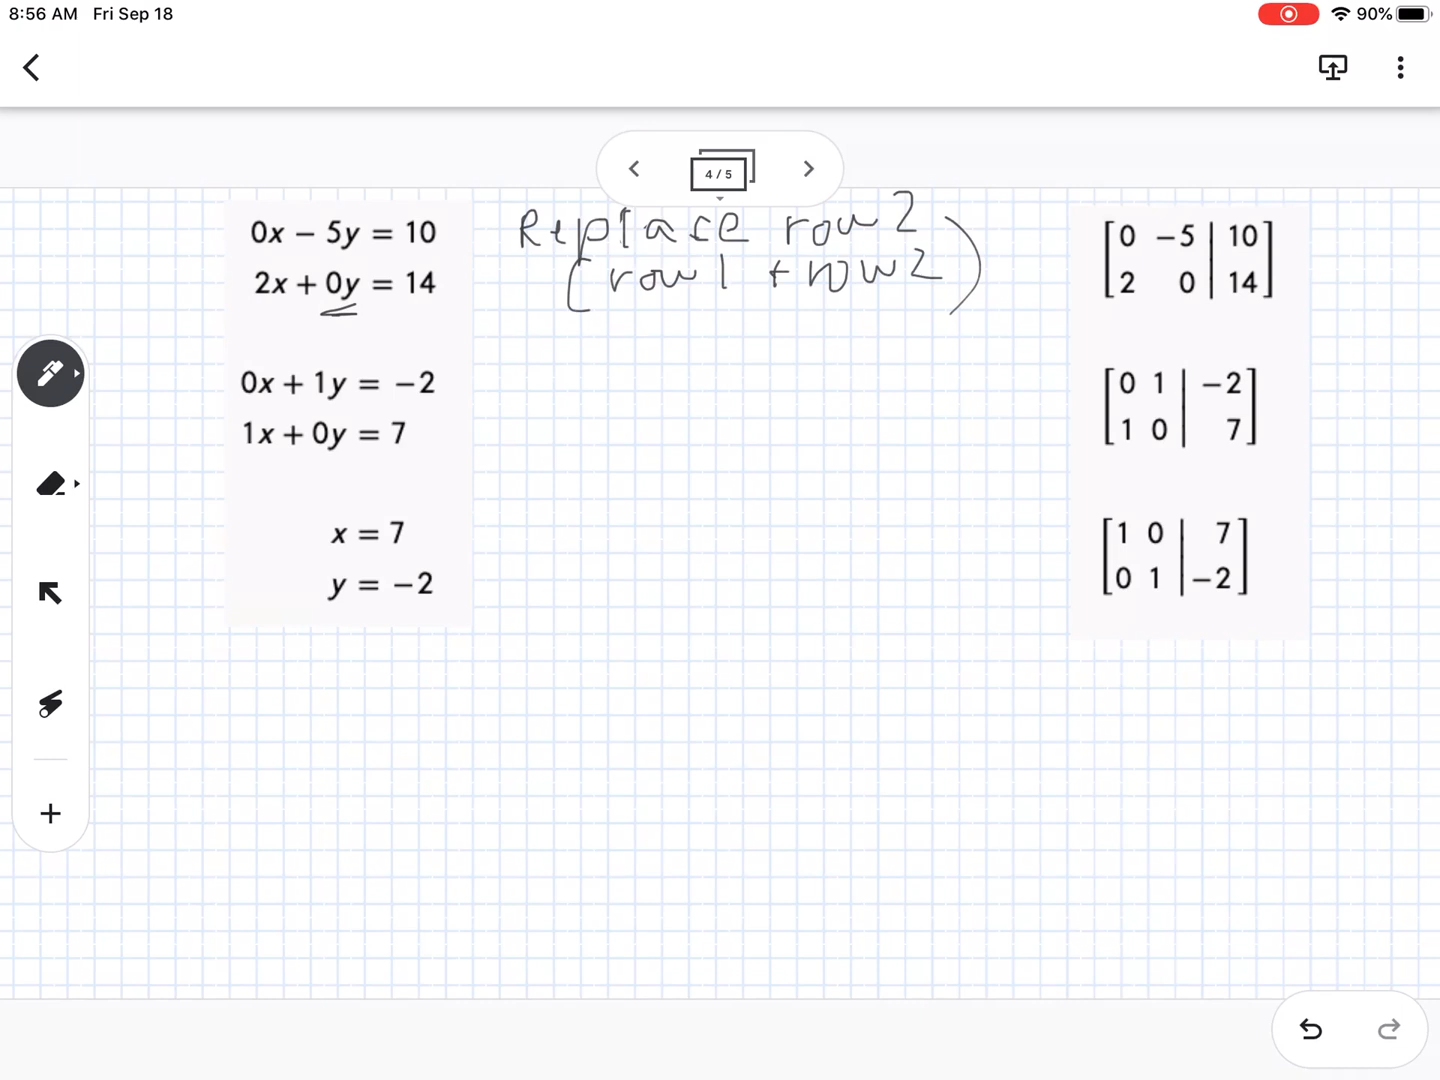 8:56 AM Fri Sep 18
90%
4 / 5
0x − 5y = 10
2x + 0y = 14
Replace row 2
(row 1 + row 2)
[0 −5 | 10]
[2 0 | 14]
0x + 1y = −2
1x + 0y = 7
[0 1 | −2]
[1 0 | 7]
x = 7
y = −2
[1 0 | 7]
[0 1 | −2]